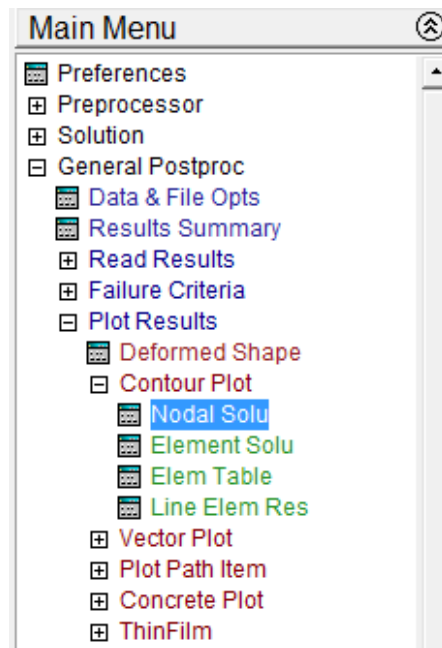 Main Menu
Preferences
Preprocessor
Solution
General Postproc
Data & File Opts
Results Summary
Read Results
Failure Criteria
Plot Results
Deformed Shape
Contour Plot
Nodal Solu
Element Solu
Elem Table
Line Elem Res
Vector Plot
Plot Path Item
Concrete Plot
ThinFilm